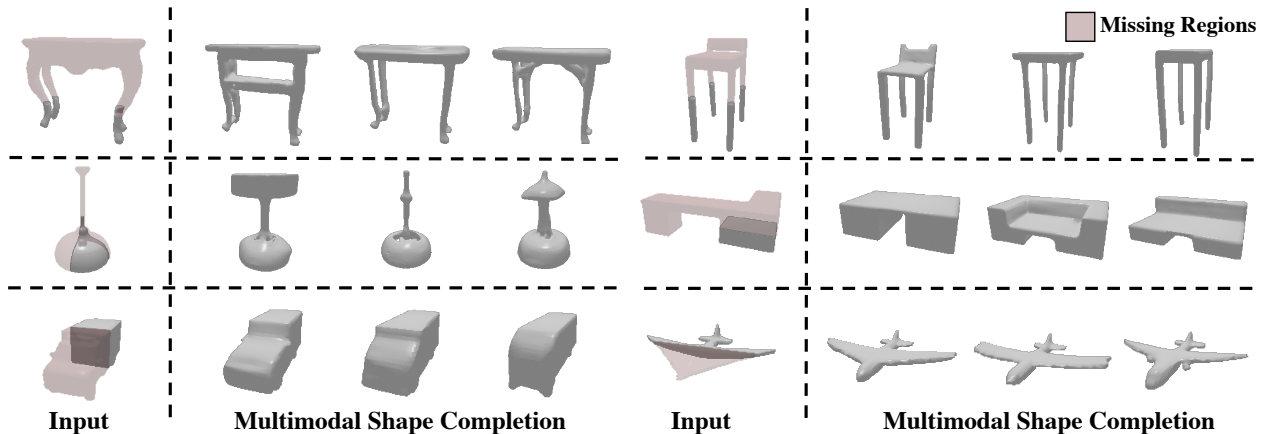 Missing Regions
Input
Multimodal Shape Completion
Input
Multimodal Shape Completion